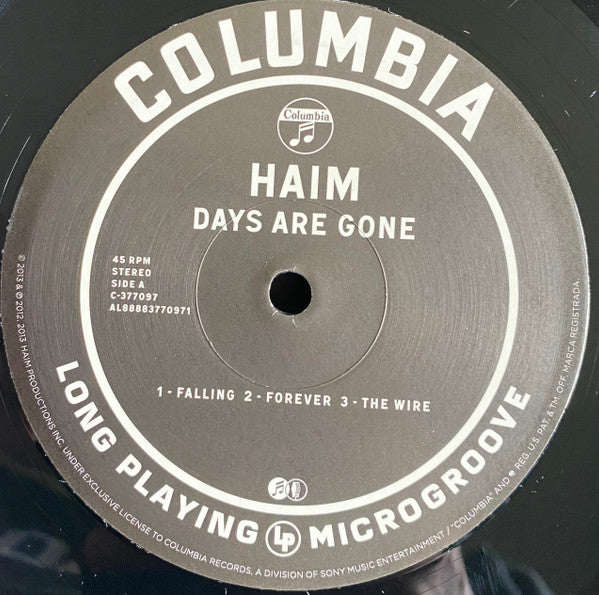 COLUMBIA
Columbia
HAIM
DAYS ARE GONE
45 RPM
STEREO
SIDE A
C-377097
AL88883770971
1 - FALLING 2 - FOREVER 3 - THE WIRE
LONG PLAYING LP MICROGROOVE
© 2013 & ℗ 2012, 2013 HAIM PRODUCTIONS INC. UNDER EXCLUSIVE LICENSE TO COLUMBIA RECORDS, A DIVISION OF SONY MUSIC ENTERTAINMENT / "COLUMBIA" AND REG. U.S. PAT. & TM. OFF. MARCA REGISTRADA.